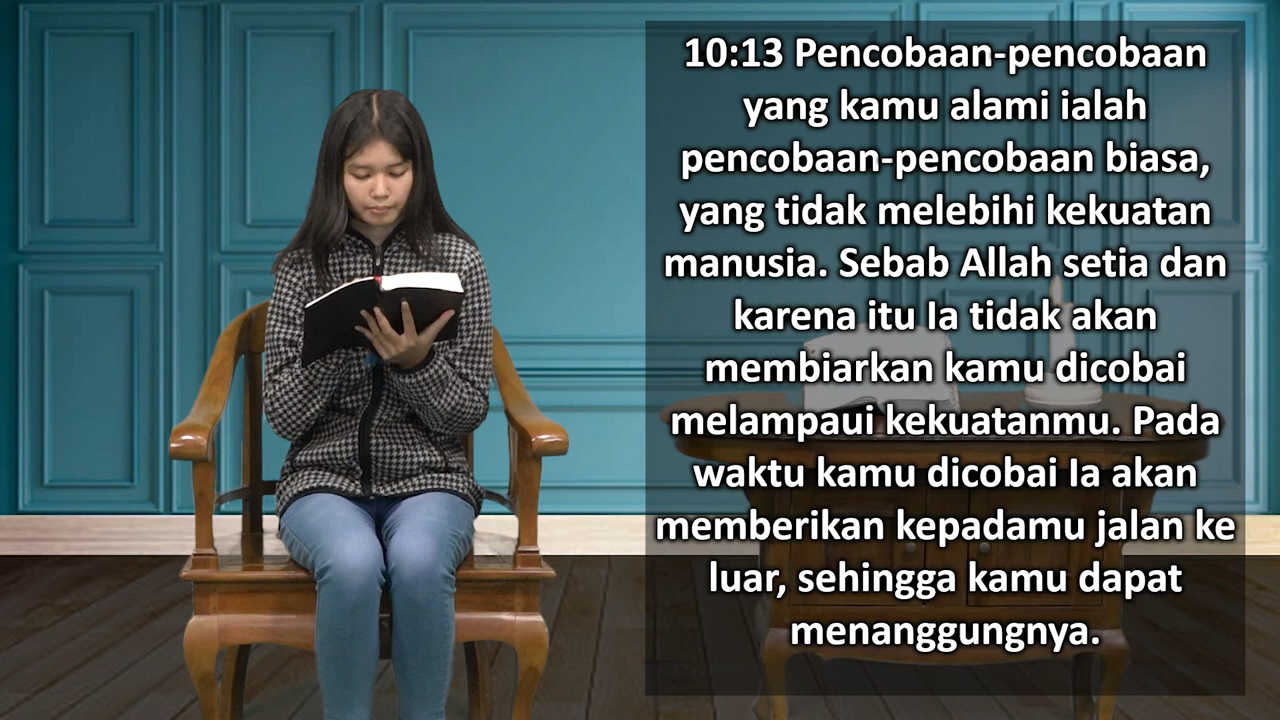 10:13 Pencobaan-pencobaan
yang kamu alami ialah
pencobaan-pencobaan biasa,
yang tidak melebihi kekuatan
manusia. Sebab Allah setia dan
karena itu Ia tidak akan
membiarkan kamu dicobai
melampaui kekuatanmu. Pada
waktu kamu dicobai Ia akan
memberikan kepadamu jalan ke
luar, sehingga kamu dapat
menanggungnya.